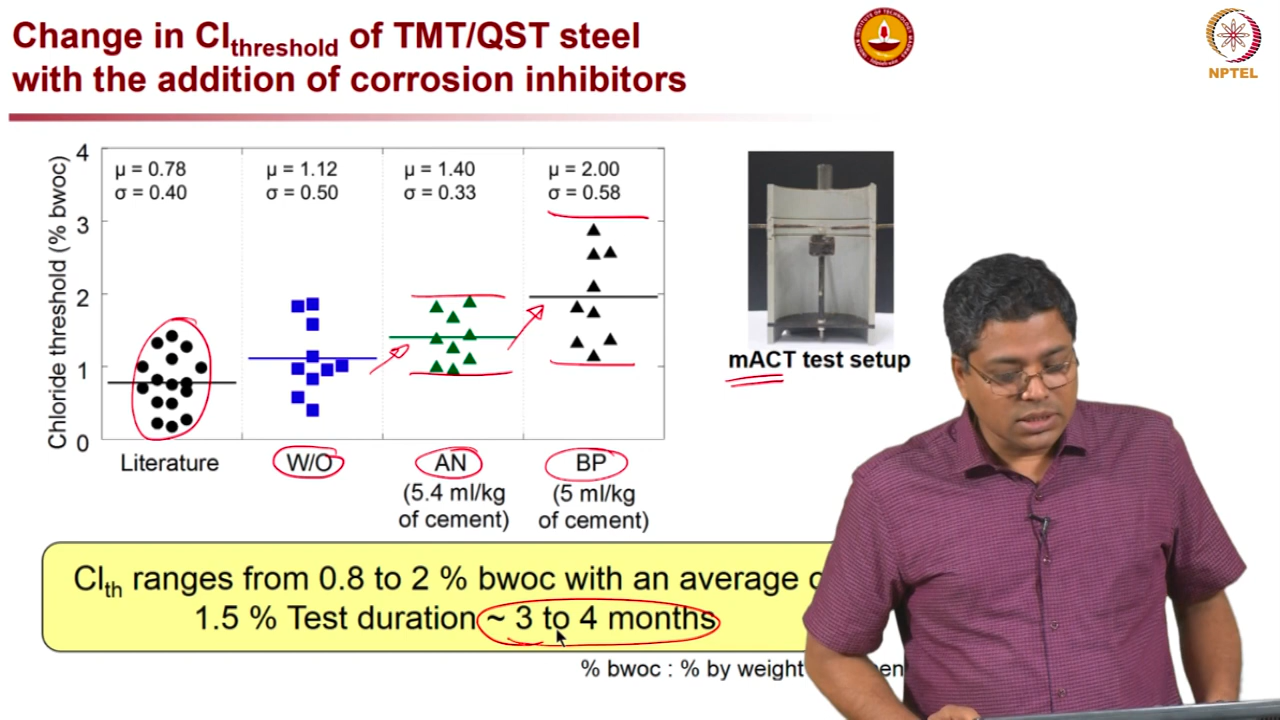 Change in Cl_threshold of TMT/QST steel
with the addition of corrosion inhibitors
NPTEL
Chloride threshold (% bwoc)
4
3
2
1
0
μ = 0.78
σ = 0.40
μ = 1.12
σ = 0.50
μ = 1.40
σ = 0.33
μ = 2.00
σ = 0.58
Literature
W/O
AN
(5.4 ml/kg
of cement)
BP
(5 ml/kg
of cement)
mACT test setup
Cl_th ranges from 0.8 to 2 % bwoc with an average
1.5 % Test duration ~ 3 to 4 months
% bwoc : % by weight